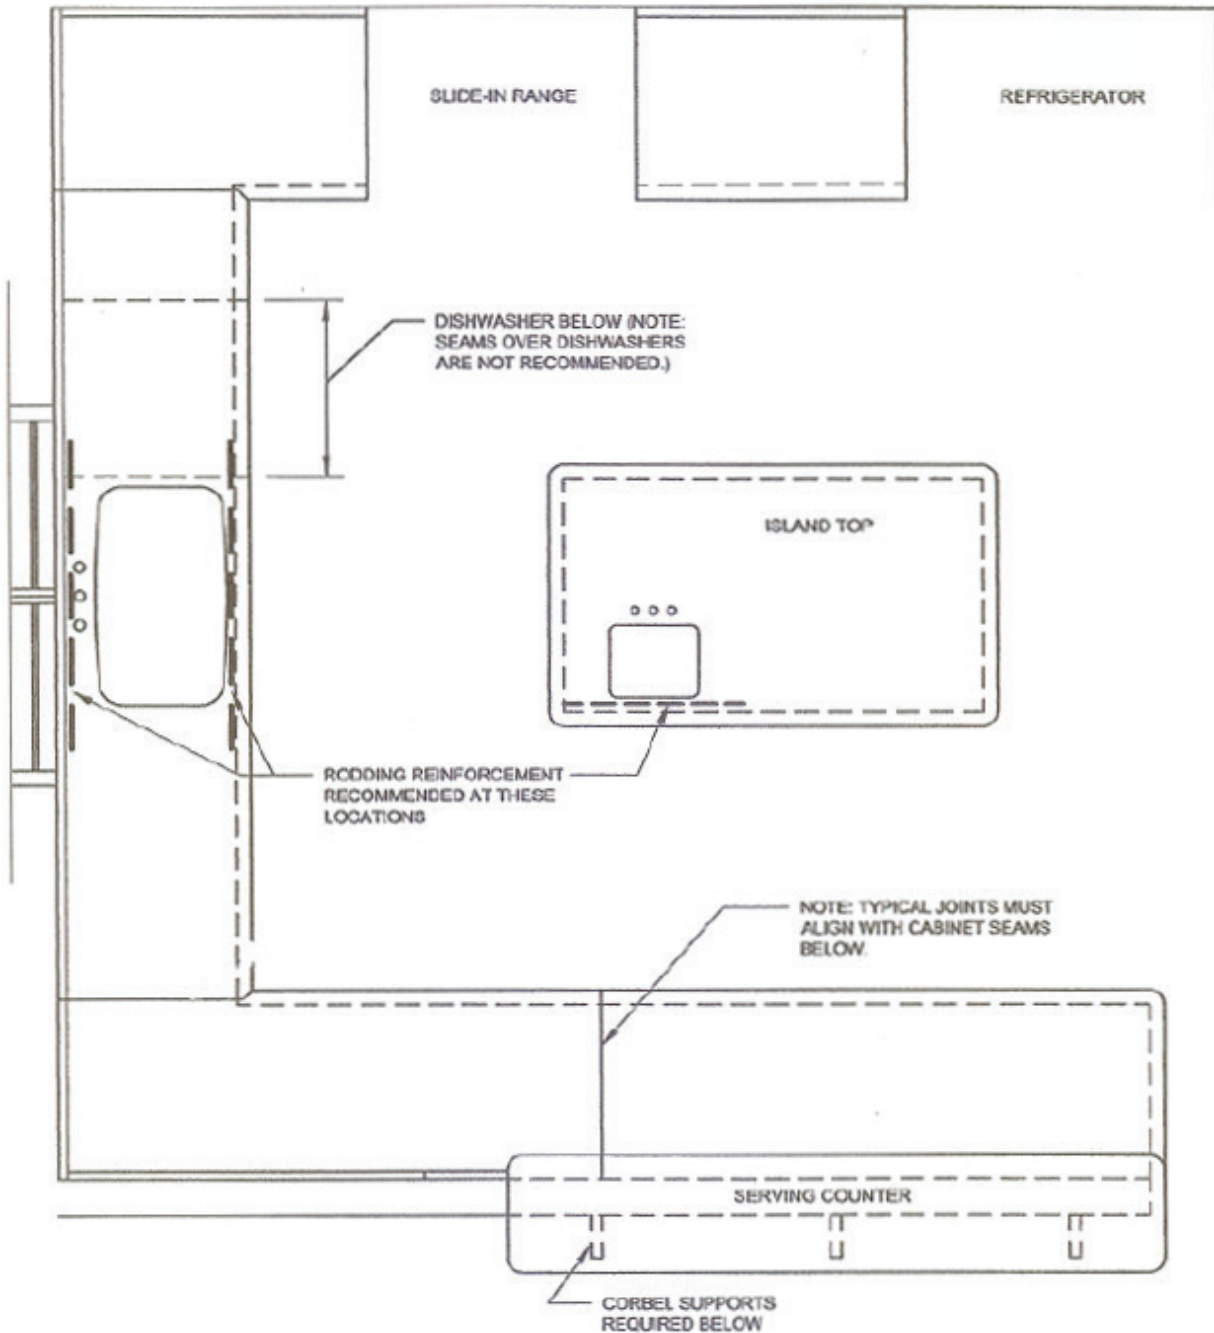 SLIDE-IN RANGE
REFRIGERATOR
DISHWASHER BELOW (NOTE:
SEAMS OVER DISHWASHERS
ARE NOT RECOMMENDED.)
ISLAND TOP
RODDING REINFORCEMENT
RECOMMENDED AT THESE
LOCATIONS
NOTE: TYPICAL JOINTS MUST
ALIGN WITH CABINET SEAMS
BELOW.
SERVING COUNTER
CORBEL SUPPORTS
REQUIRED BELOW